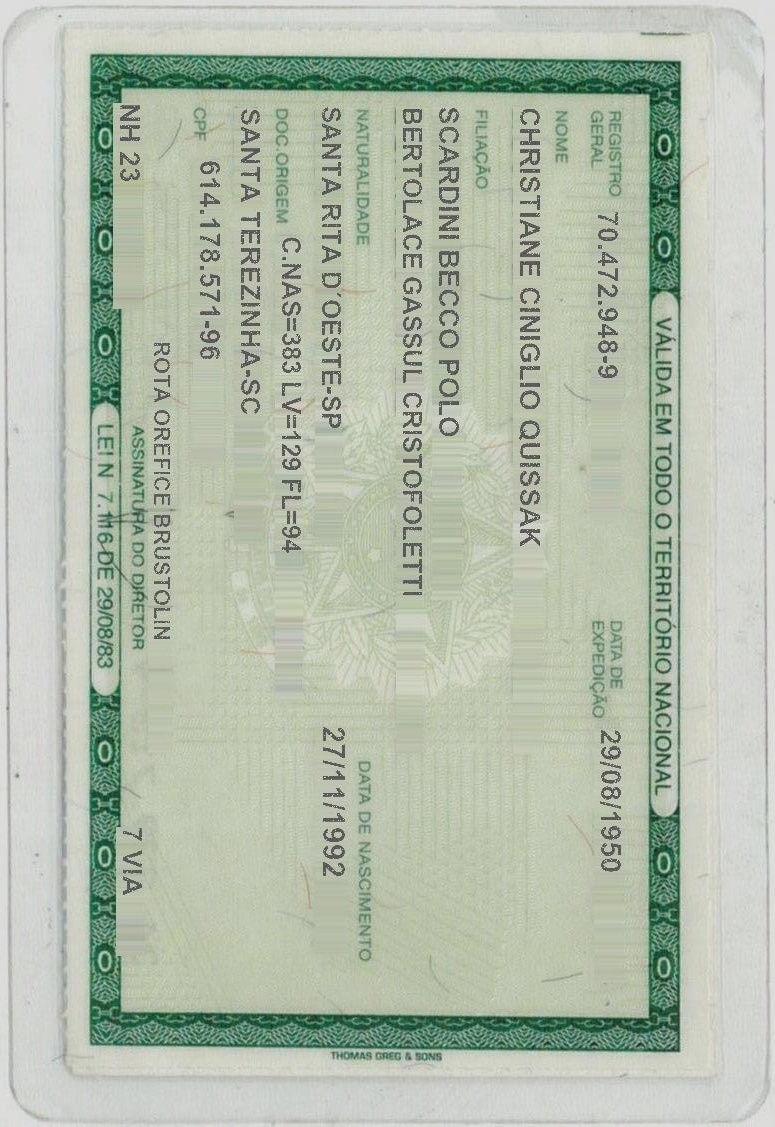 VÁLIDA EM TODO O TERRITÓRIO NACIONAL
REGISTRO GERAL 70.472.948-9 DATA DE EXPEDIÇÃO 29/08/1950
NOME
CHRISTIANE CINIGLIO QUISSAK
FILIAÇÃO
SCARDINI BECCO POLO
BERTOLACE GASSUL CRISTOFOLETTI
NATURALIDADE DATA DE NASCIMENTO
SANTA RITA D´OESTE-SP 27/11/1992
DOC.ORIGEM C.NAS=383 LV=129 FL=94
SANTA TEREZINHA-SC
CPF 614.178.571-96
ROTA OREFICE BRUSTOLIN
NH 23 ASSINATURA DO DIRETOR 7 VIA
LEI N 7.116 DE 29/08/83
THOMAS GREG & SONS